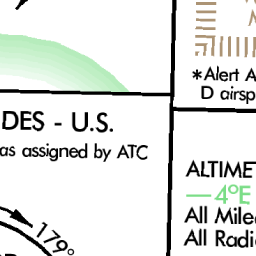 *Alert A
D airsp
DES - U.S.
as assigned by ATC
ALTIMET
4°E
All Mile
All Radi
179°